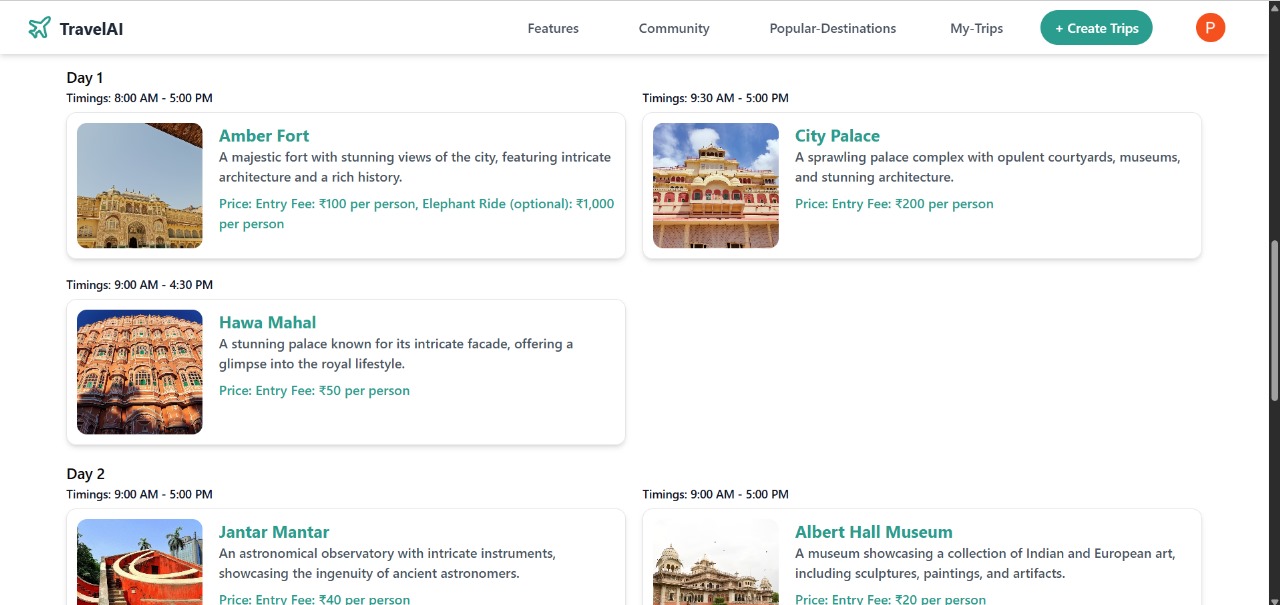 TravelAI
Features
Community
Popular-Destinations
My-Trips
+ Create Trips
P
Day 1
Timings: 8:00 AM - 5:00 PM
Amber Fort
A majestic fort with stunning views of the city, featuring intricate
architecture and a rich history.
Price: Entry Fee: ₹100 per person, Elephant Ride (optional): ₹1,000
per person
Timings: 9:30 AM - 5:00 PM
City Palace
A sprawling palace complex with opulent courtyards, museums,
and stunning architecture.
Price: Entry Fee: ₹200 per person
Timings: 9:00 AM - 4:30 PM
Hawa Mahal
A stunning palace known for its intricate facade, offering a
glimpse into the royal lifestyle.
Price: Entry Fee: ₹50 per person
Day 2
Timings: 9:00 AM - 5:00 PM
Jantar Mantar
An astronomical observatory with intricate instruments,
showcasing the ingenuity of ancient astronomers.
Price: Entry Fee: ₹40 per person
Timings: 9:00 AM - 5:00 PM
Albert Hall Museum
A museum showcasing a collection of Indian and European art,
including sculptures, paintings, and artifacts.
Price: Entry Fee: ₹20 per person